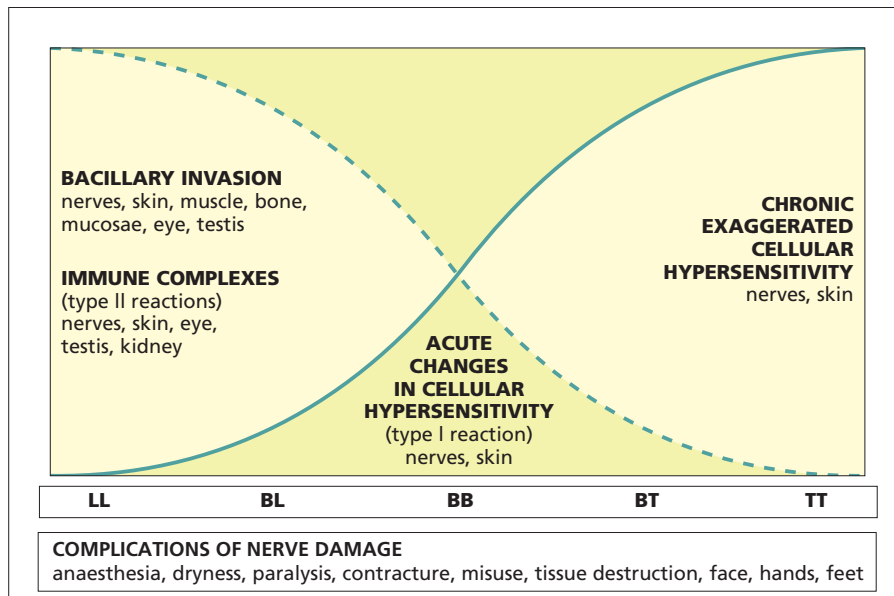 BACILLARY INVASION
nerves, skin, muscle, bone,
mucosae, eye, testis
IMMUNE COMPLEXES
(type II reactions)
nerves, skin, eye,
testis, kidney
CHRONIC
EXAGGERATED
CELLULAR
HYPERSENSITIVITY
nerves, skin
ACUTE
CHANGES
IN CELLULAR
HYPERSENSITIVITY
(type I reaction)
nerves, skin
LL BL BB BT TT
COMPLICATIONS OF NERVE DAMAGE
anaesthesia, dryness, paralysis, contracture, misuse, tissue destruction, face, hands, feet